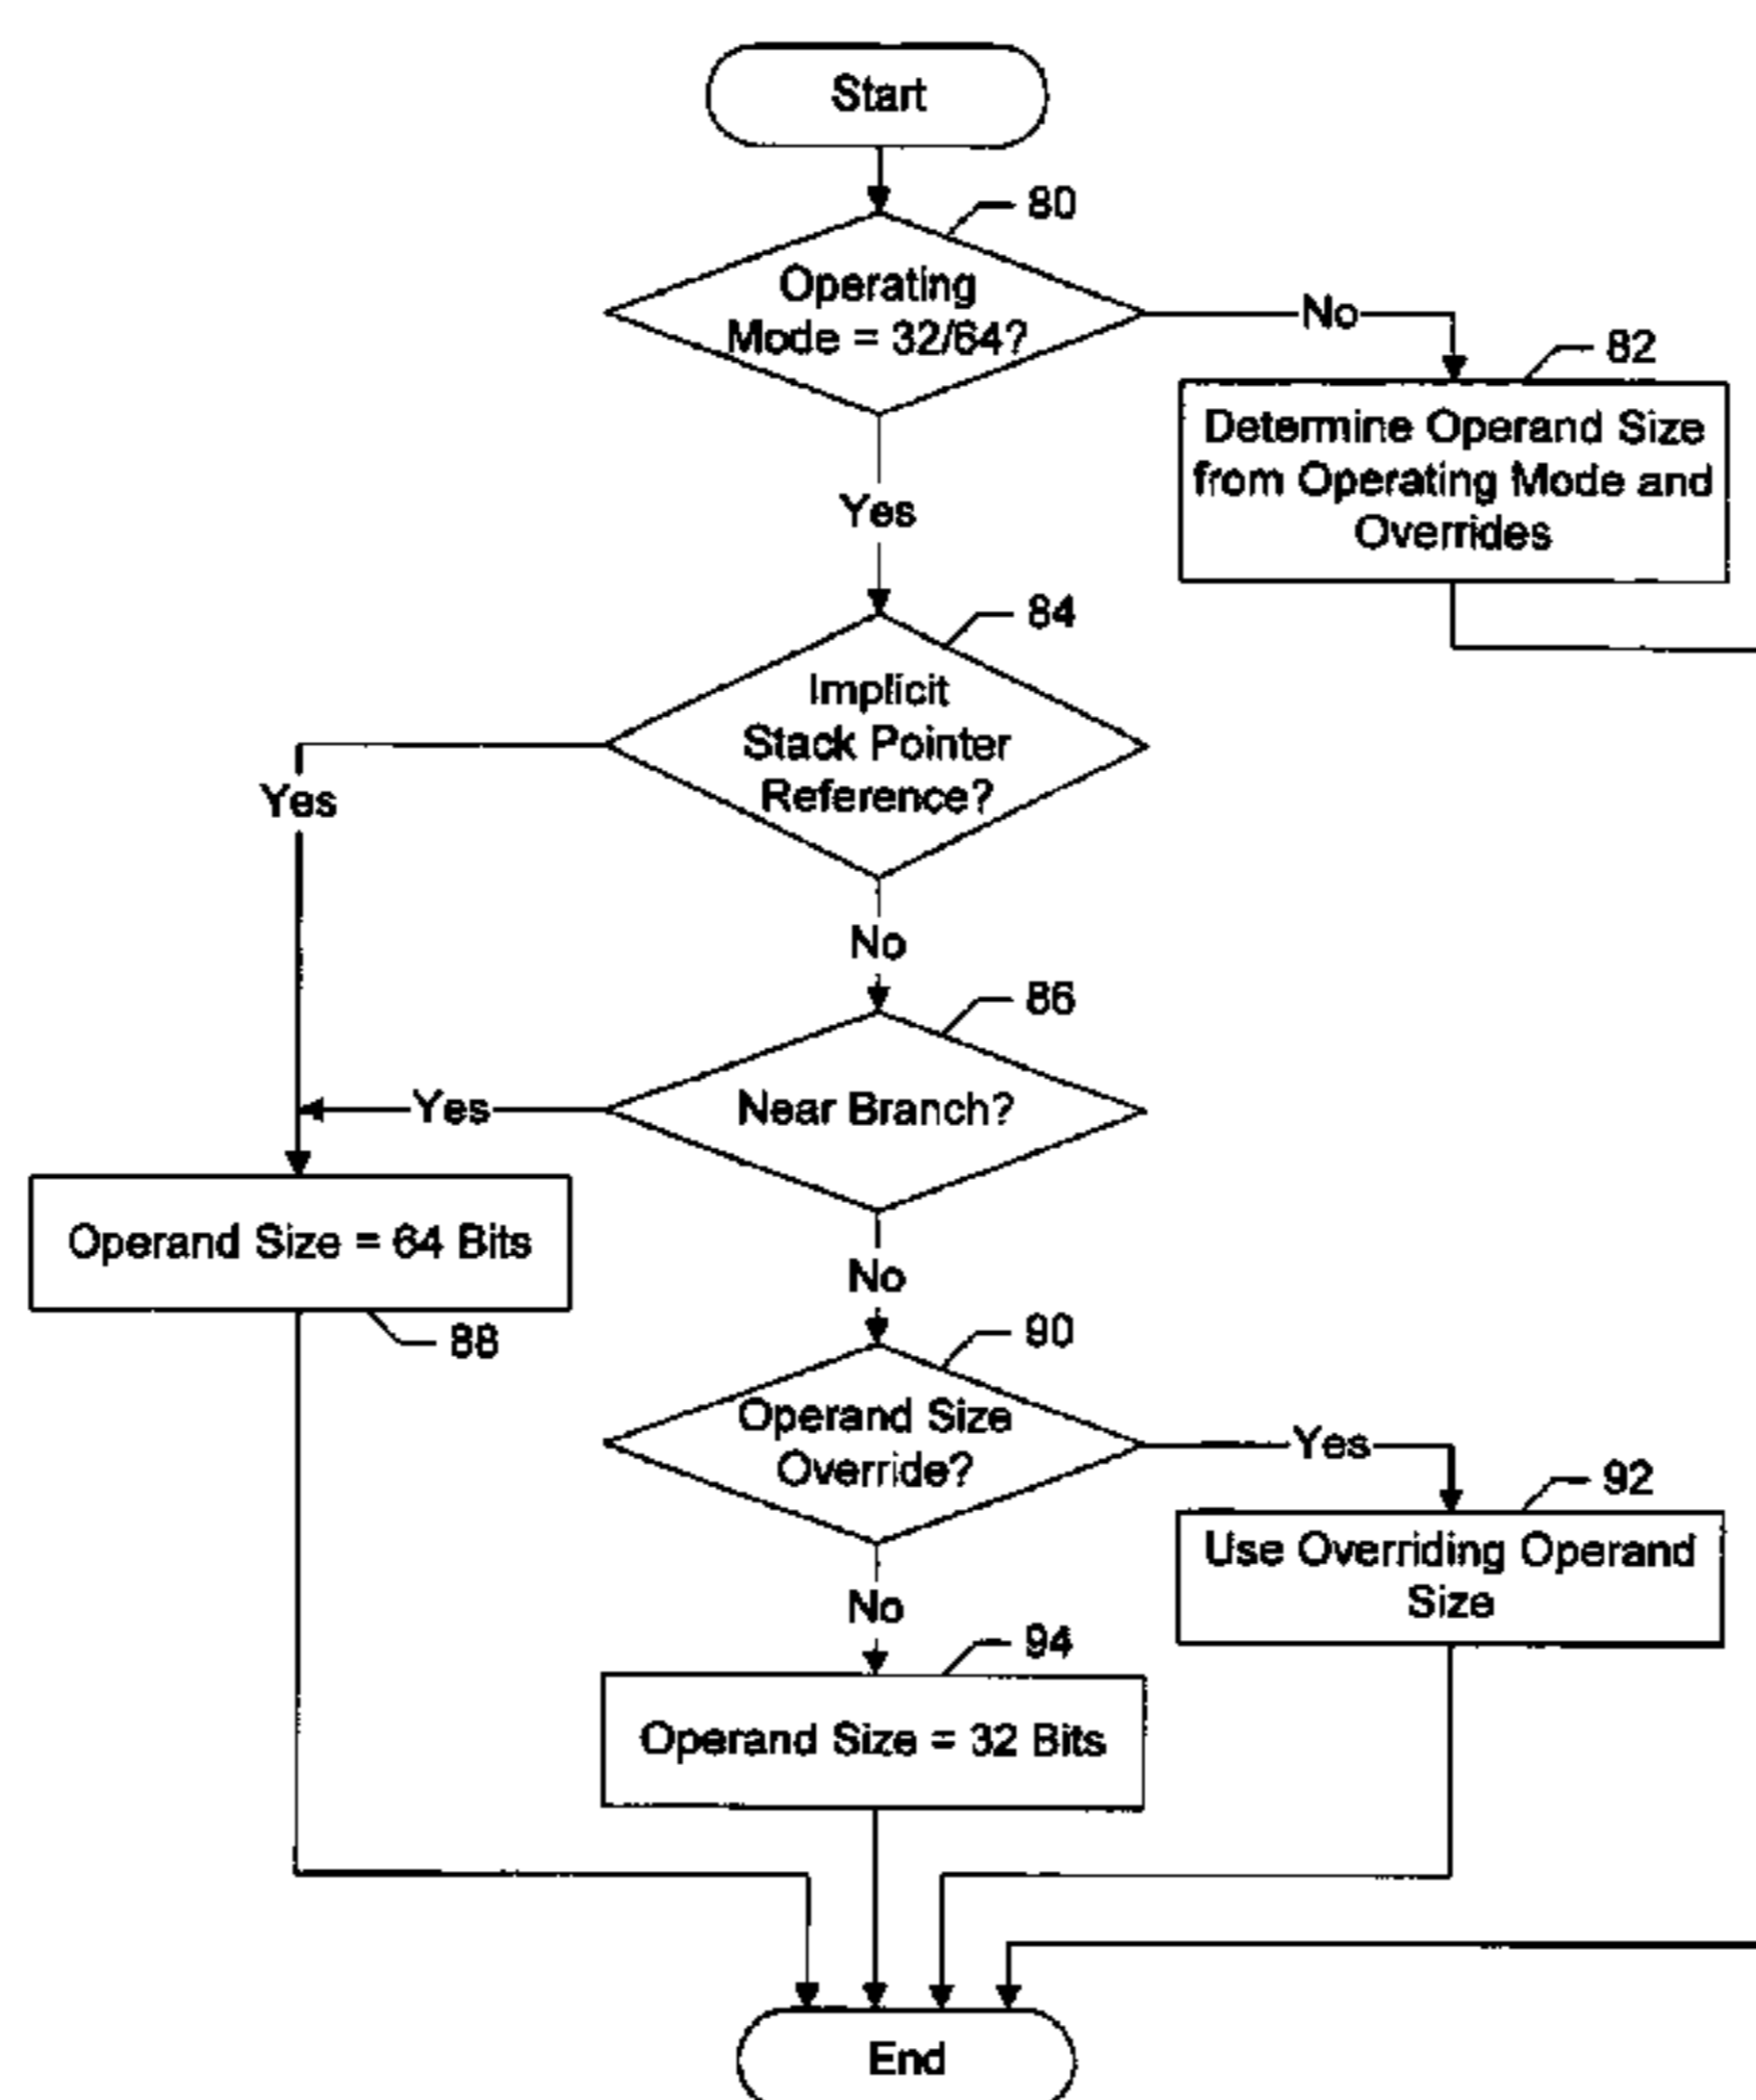 Start
80
Operating
Mode = 32/64?
No
82
Determine Operand Size
from Operating Mode and
Overrides
Yes
84
Implicit
Stack Pointer
Reference?
Yes
No
86
Near Branch?
Yes
Operand Size = 64 Bits
88
No
90
Operand Size
Override?
Yes
92
Use Overriding Operand
Size
No
94
Operand Size = 32 Bits
End